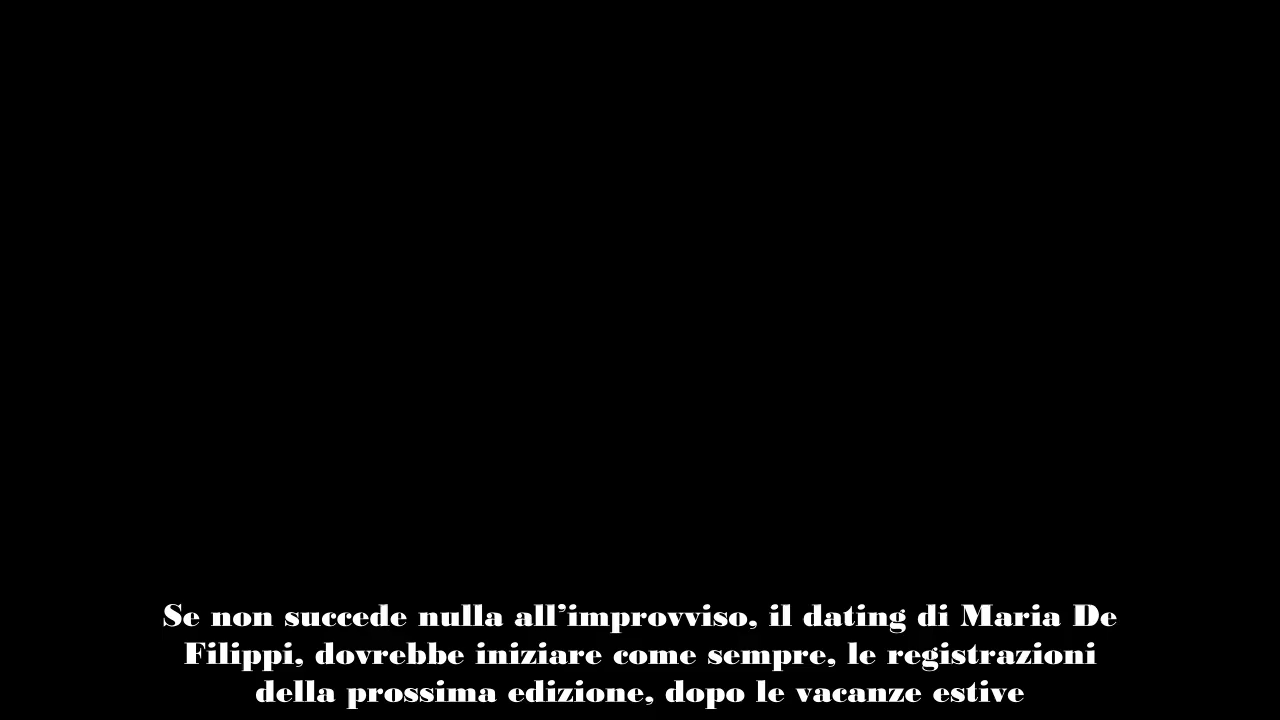 Se non succede nulla all’improvviso, il dating di Maria De
Filippi, dovrebbe iniziare come sempre, le registrazioni
della prossima edizione, dopo le vacanze estive